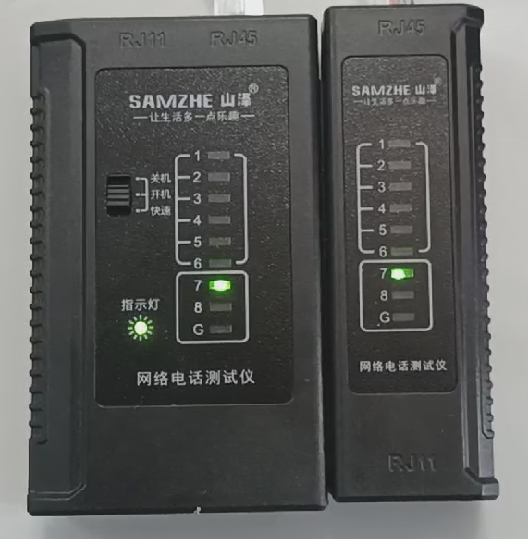 RJ11 RJ45
SAMZHE 山泽®
—让生活多一点乐趣—
关机
开机
快速
1
2
3
4
5
6
7
8
G
指示灯
网络电话测试仪
RJ45
SAMZHE 山泽®
—让生活多一点乐趣—
1
2
3
4
5
6
7
8
G
网络电话测试仪
RJ11